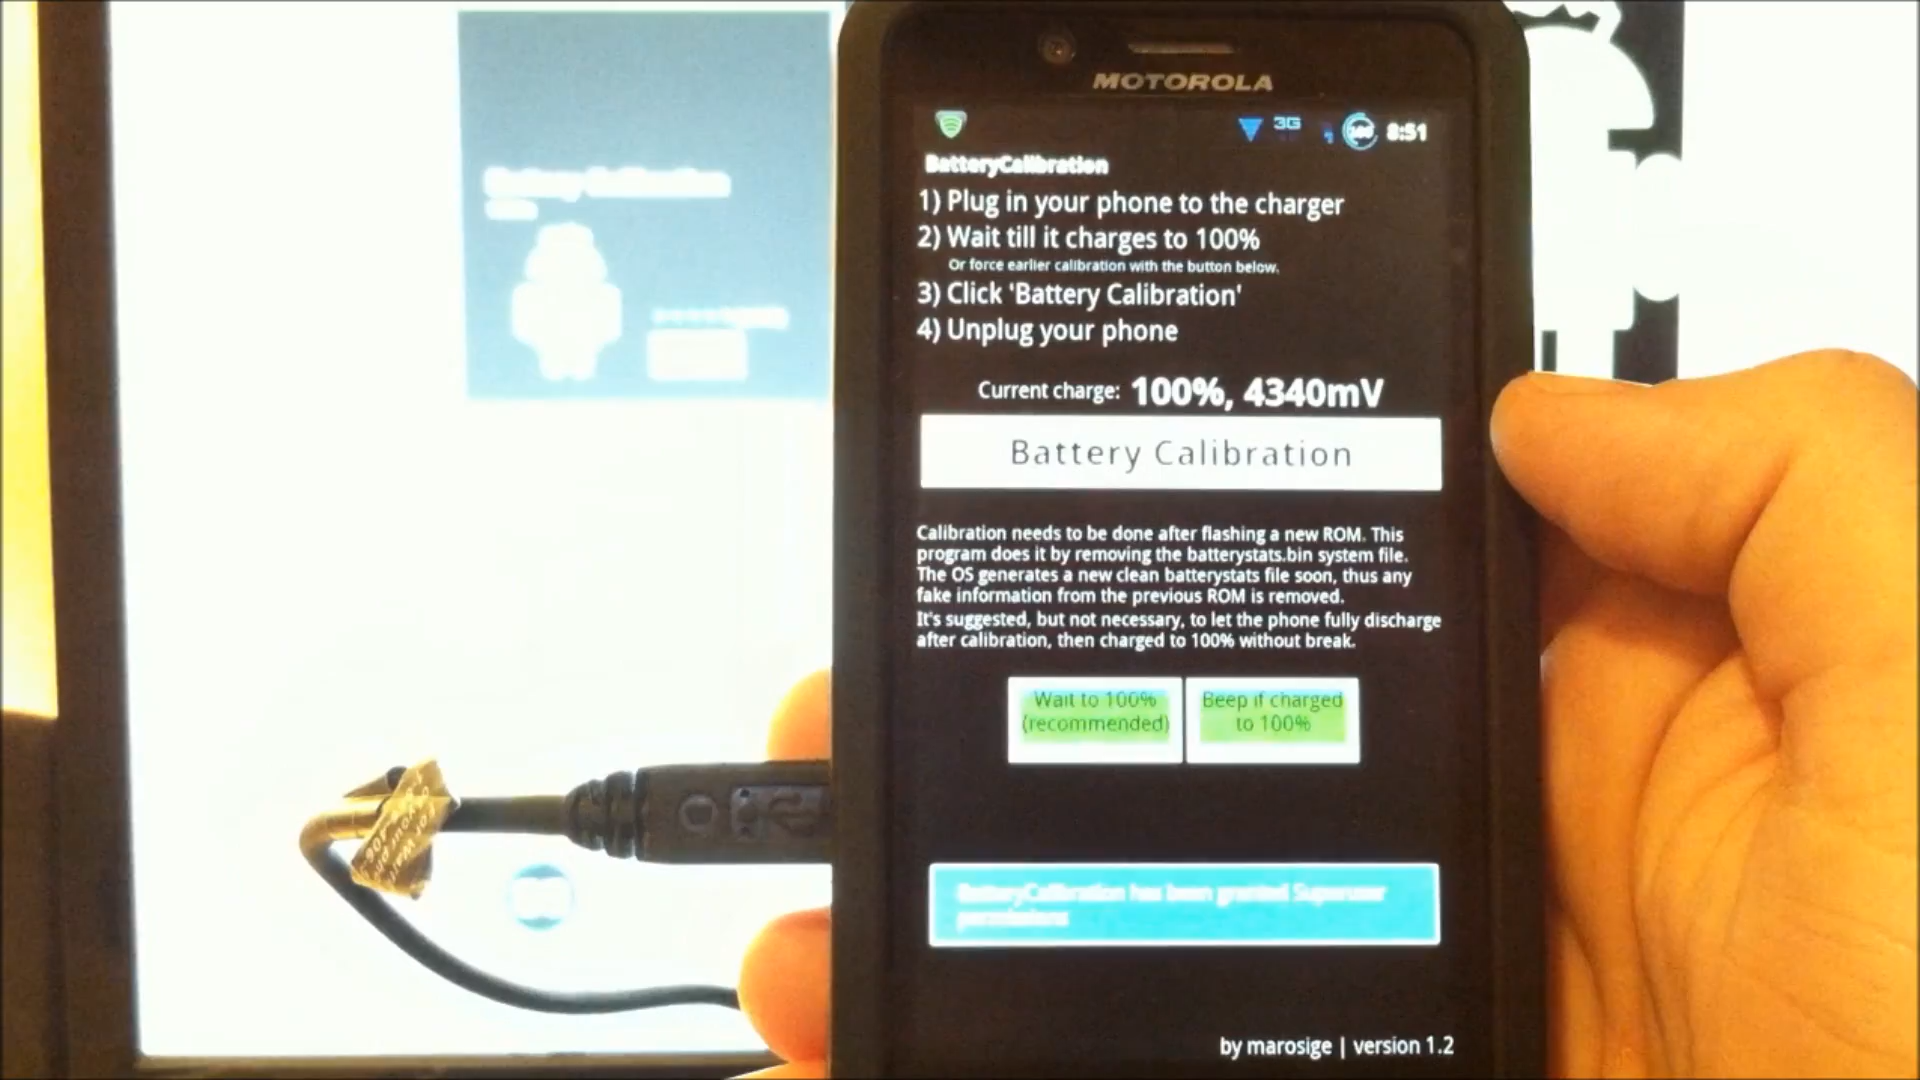 MOTOROLA
3G 100 8:51
BatteryCalibration
1) Plug in your phone to the charger
2) Wait till it charges to 100%
Or force earlier calibration with the button below.
3) Click 'Battery Calibration'
4) Unplug your phone
Current charge: 100%, 4340mV
Battery Calibration
Calibration needs to be done after flashing a new ROM. This
program does it by removing the batterystats.bin system file.
The OS generates a new clean batterystats file soon, thus any
fake information from the previous ROM is removed.
It's suggested, but not necessary, to let the phone fully discharge
after calibration, then charged to 100% without break.
Wait to 100%
(recommended)
Beep if charged
to 100%
BatteryCalibration has been granted Superuser
permissions
by marosige | version 1.2
Battery Calibration